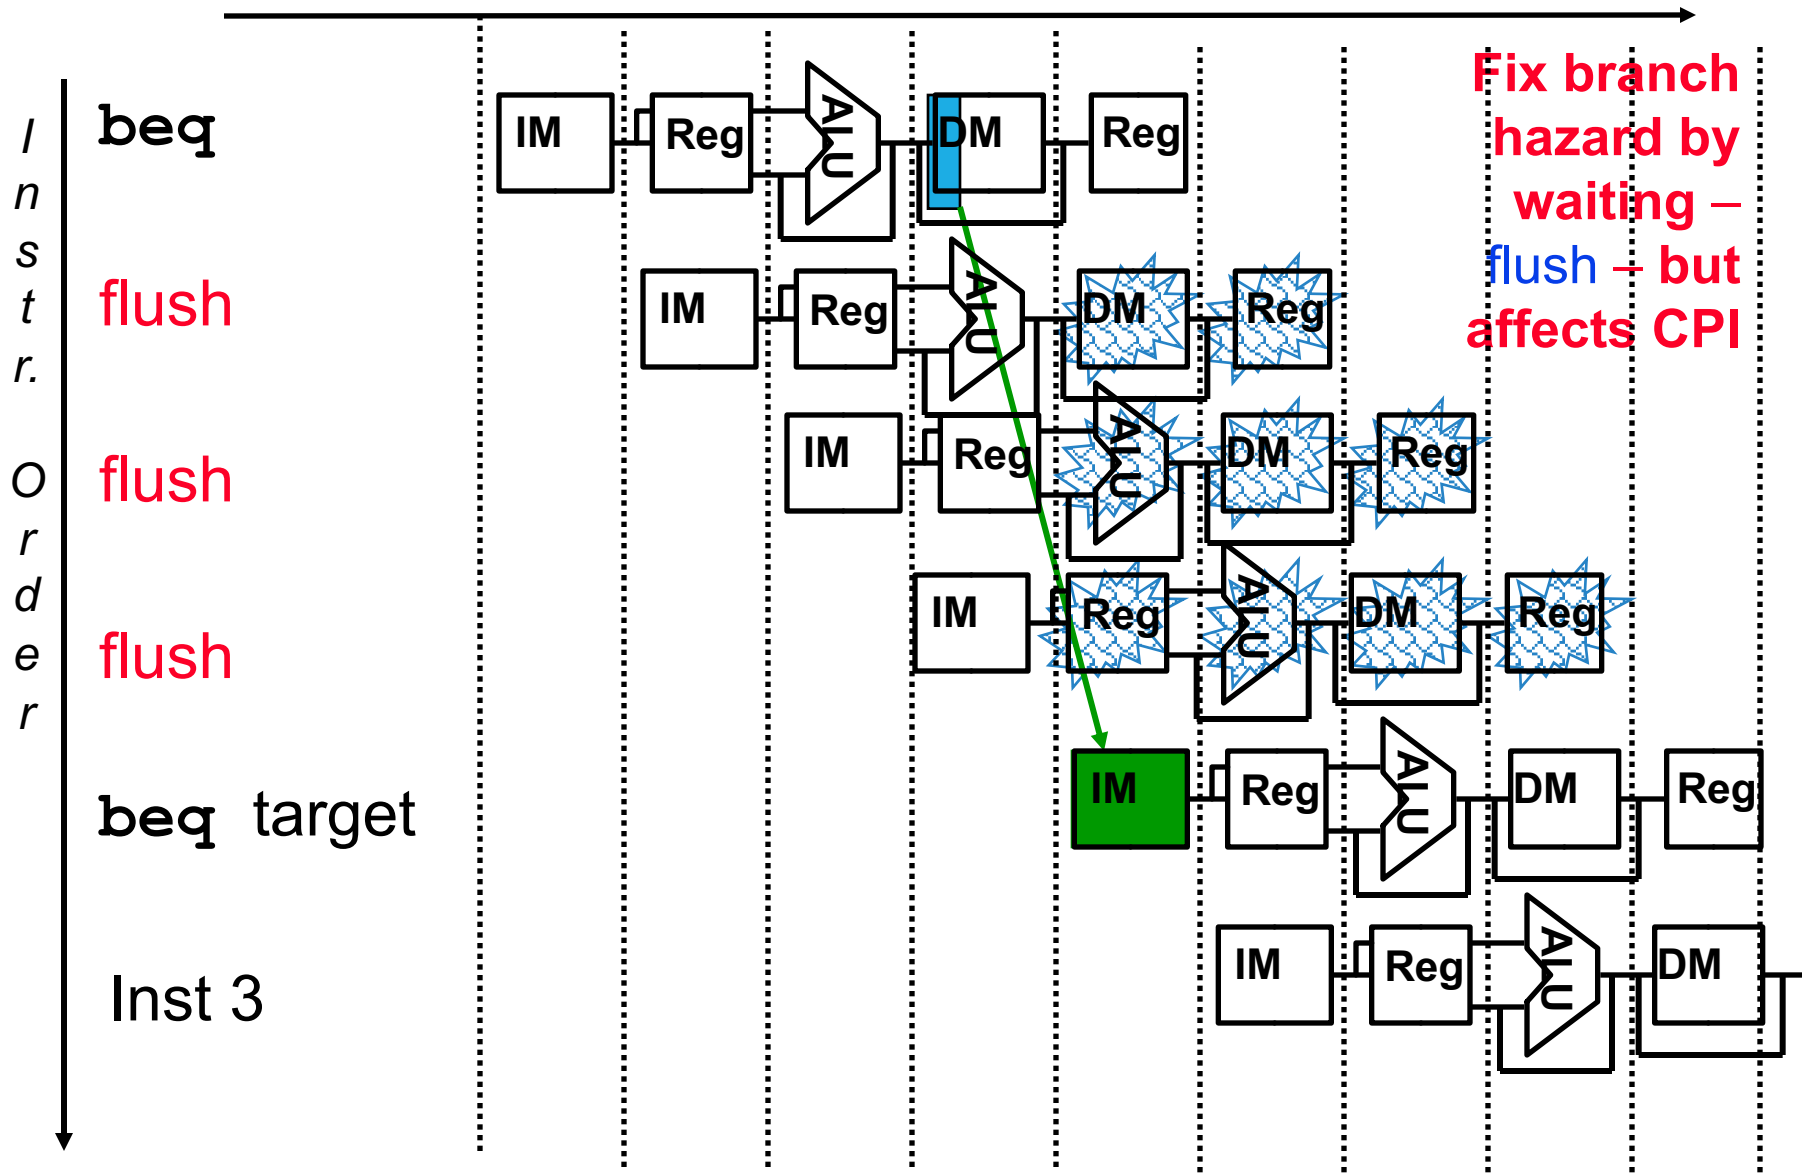 Instr. Order
Fix branch
hazard by
waiting –
flush – but
affects CPI
beq IM Reg ALU DM Reg
flush IM Reg ALU DM Reg
flush IM Reg ALU DM Reg
flush IM Reg ALU DM Reg
beq target IM Reg ALU DM Reg
Inst 3 IM Reg ALU DM